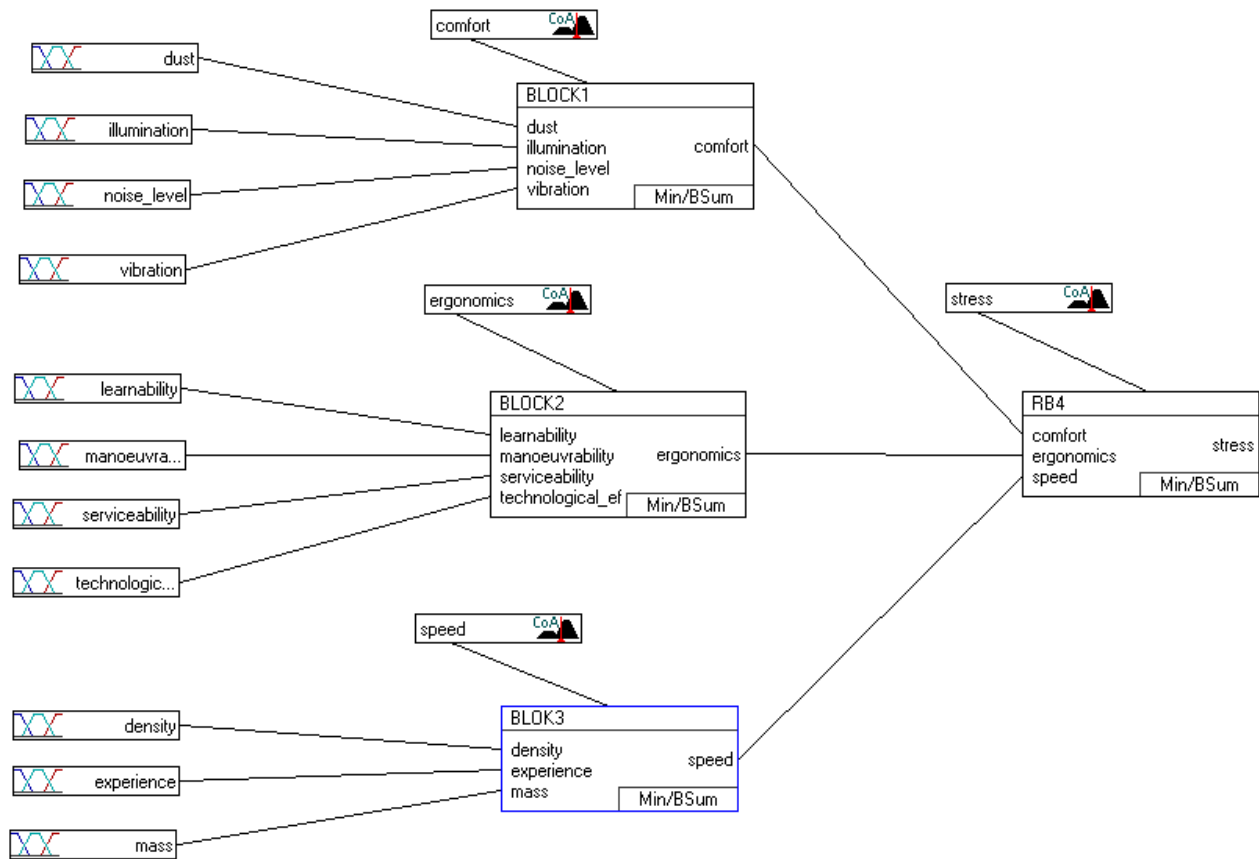 comfort CoA
dust
illumination
noise_level
vibration
BLOCK1
dust
illumination
noise_level
vibration
comfort
Min/BSum
ergonomics CoA
learnability
manoeuvra...
serviceability
technologic...
BLOCK2
learnability
manoeuvrability
serviceability
technological_ef
ergonomics
Min/BSum
speed CoA
density
experience
mass
BLOK3
density
experience
mass
speed
Min/BSum
stress CoA
RB4
comfort
ergonomics
speed
stress
Min/BSum